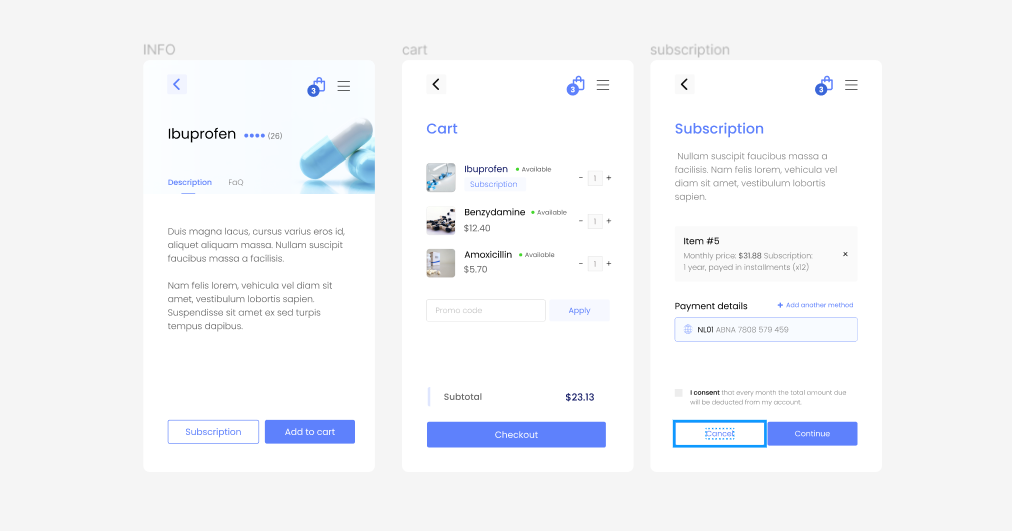 INFO
3
Ibuprofen (26)
Description FaQ
Duis magna lacus, cursus varius eros id,
aliquet aliquam massa. Nullam suscipit
faucibus massa a facilisis.
Nam felis lorem, vehicula vel diam sit
amet, vestibulum lobortis sapien.
Suspendisse sit amet ex sed turpis
tempus dapibus.
Subscription Add to cart
cart
3
Cart
Ibuprofen Available
Subscription
- 1 +
Benzydamine Available
$12.40
- 1 +
Amoxicillin Available
$5.70
- 1 +
Promo code Apply
Subtotal $23.13
Checkout
subscription
3
Subscription
Nullam suscipit faucibus massa a
facilisis. Nam felis lorem, vehicula vel
diam sit amet, vestibulum lobortis
sapien.
Item #5
Monthly price: $31.88 Subscription:
1 year, payed in installments (x12)
Payment details + Add another method
NL01 ABNA 7808 579 459
I consent that every month the total amount due
will be deducted from my account.
Cancel Continue